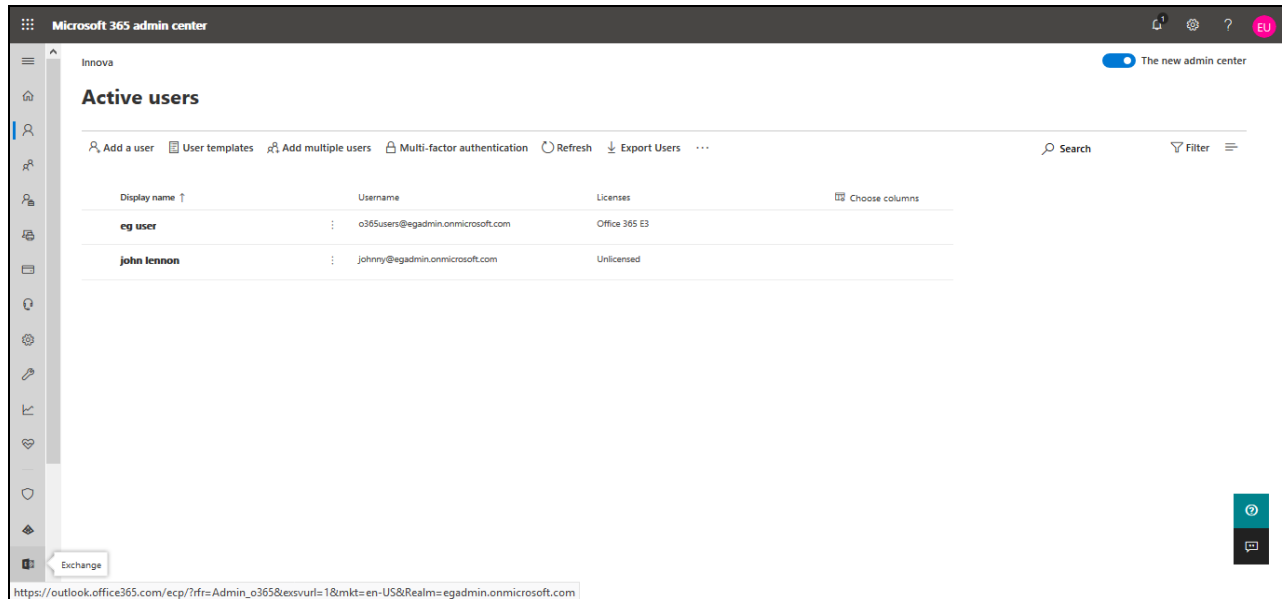 Microsoft 365 admin center
1
?
EU
Innova
The new admin center
Active users
Add a user User templates Add multiple users Multi-factor authentication Refresh Export Users ... Search Filter
Display name ↑ Username Licenses Choose columns
eg user o365users@egadmin.onmicrosoft.com Office 365 E3
john lennon johnny@egadmin.onmicrosoft.com Unlicensed
Exchange
https://outlook.office365.com/ecp/?rfr=Admin_o365&exsvurl=1&mkt=en-US&Realm=egadmin.onmicrosoft.com